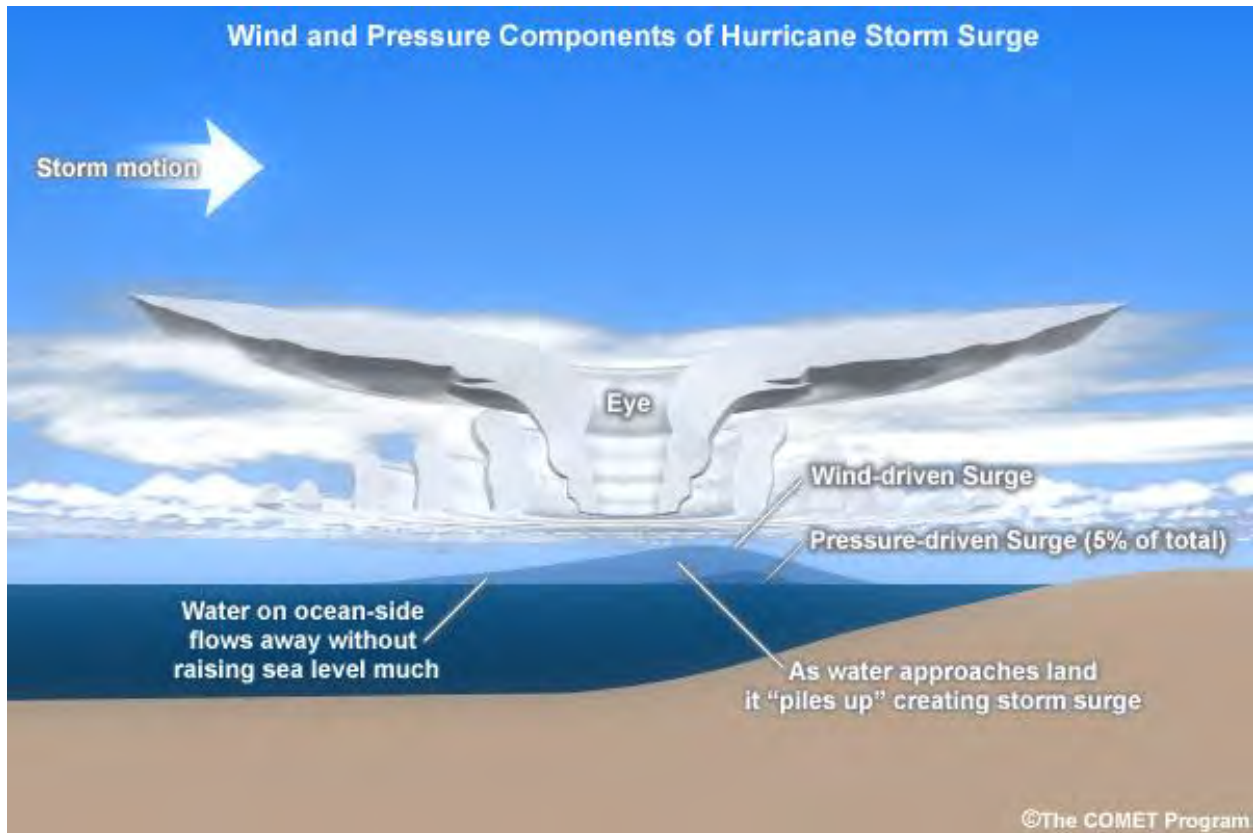 Wind and Pressure Components of Hurricane Storm Surge
Storm motion
Eye
Wind-driven Surge
Pressure-driven Surge (5% of total)
Water on ocean-side
flows away without
raising sea level much
As water approaches land
it “piles up” creating storm surge
©The COMET Program